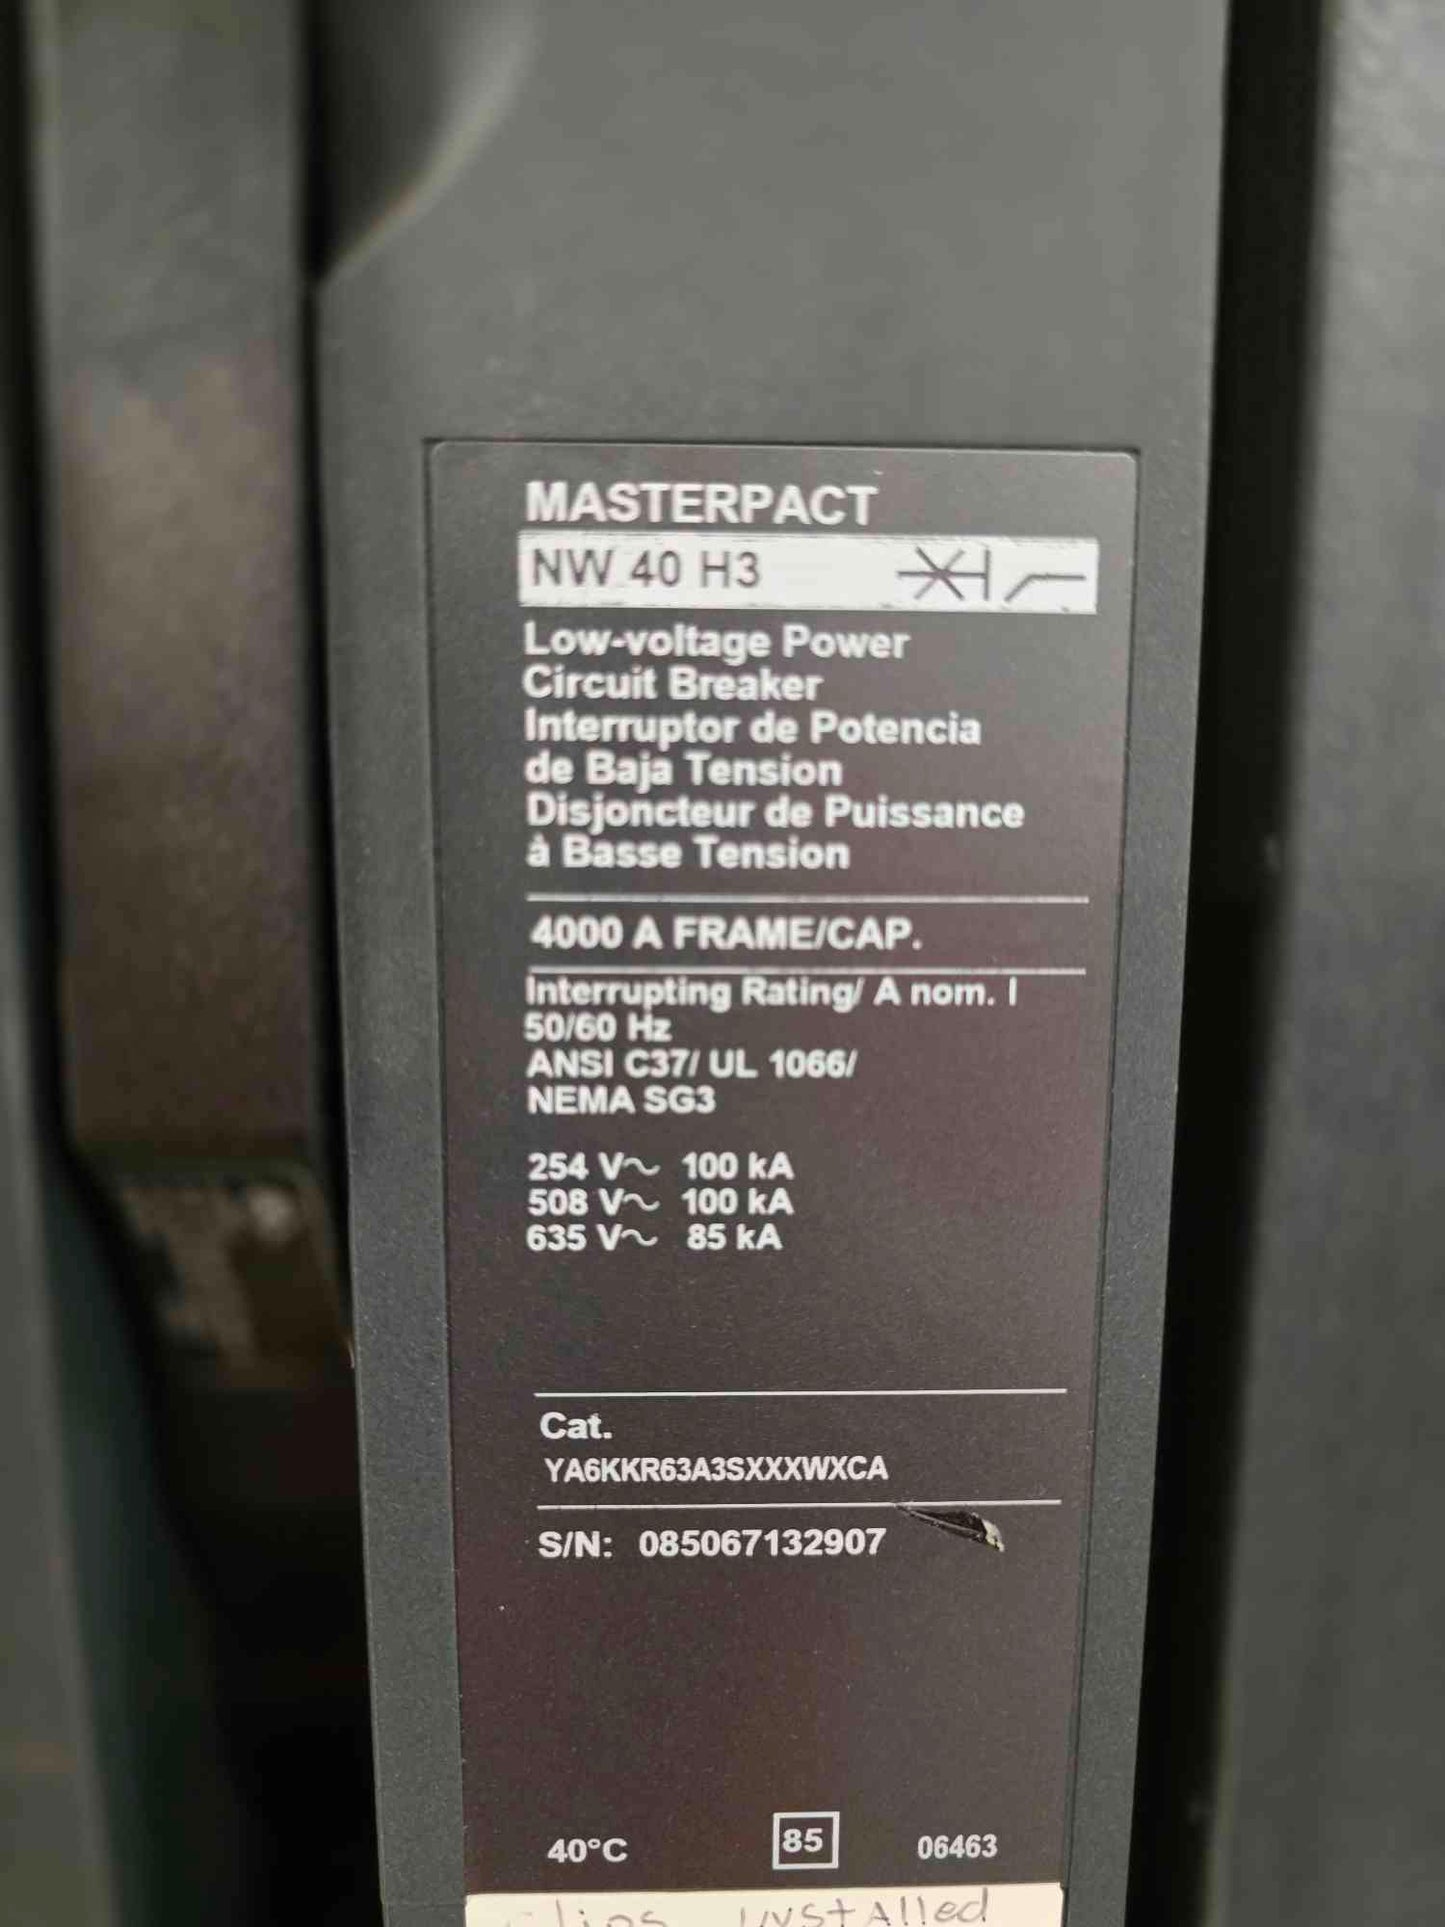 MASTERPACT
NW 40 H3
Low-voltage Power
Circuit Breaker
Interruptor de Potencia
de Baja Tension
Disjoncteur de Puissance
à Basse Tension
4000 A FRAME/CAP.
Interrupting Rating/ A nom. I
50/60 Hz
ANSI C37/ UL 1066/
NEMA SG3
254 V~ 100 kA
508 V~ 100 kA
635 V~ 85 kA
Cat.
YA6KKR63A3SXXXWXCA
S/N: 085067132907
40°C 85 06463
INSTAlled